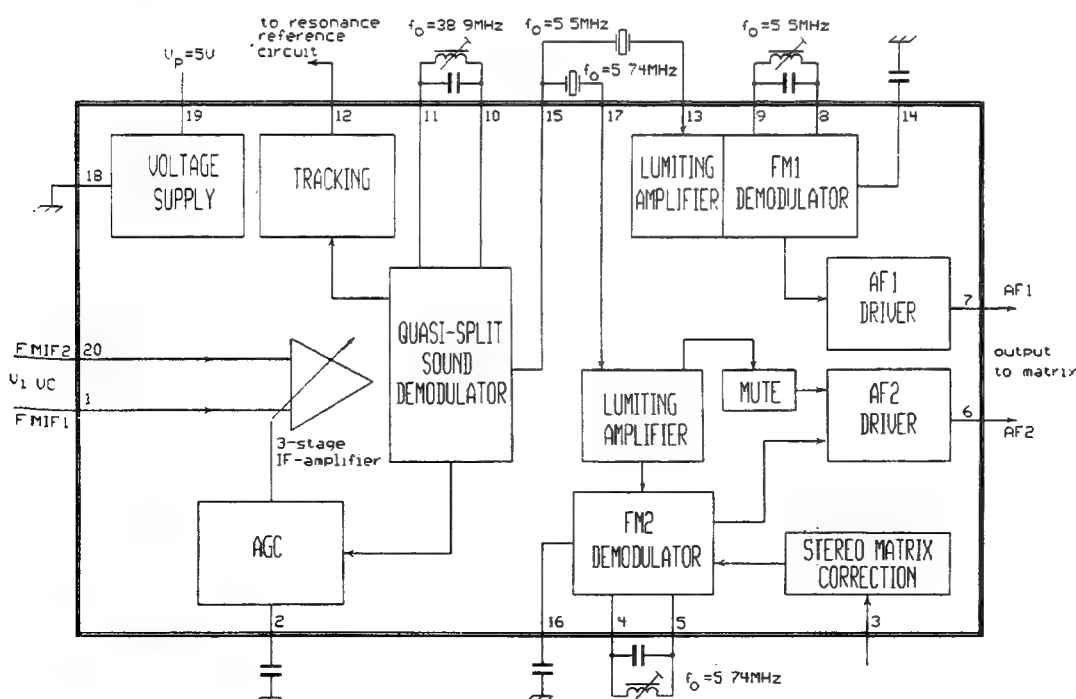 to resonance
reference
circuit
fo=38 9MHz
fo=5 5MHz
fo=5 5MHz
Vp=5V
fo=5 74MHz
19
12
11
10
15
17
13
9
8
14
18
VOLTAGE
SUPPLY
TRACKING
LUMITING
AMPLIFIER
FM1
DEMODULATOR
AF1
DRIVER
7
AF1
QUASI-SPLIT
SOUND
DEMODULATOR
FMIF2
20
V1 VC
1
FMIF1
3-stage
IF-amplifier
output
to matrix
LUMITING
AMPLIFIER
MUTE
AF2
DRIVER
6
AF2
AGC
FM2
DEMODULATOR
STEREO MATRIX
CORRECTION
2
16
4
5
3
fo=5 74MHz